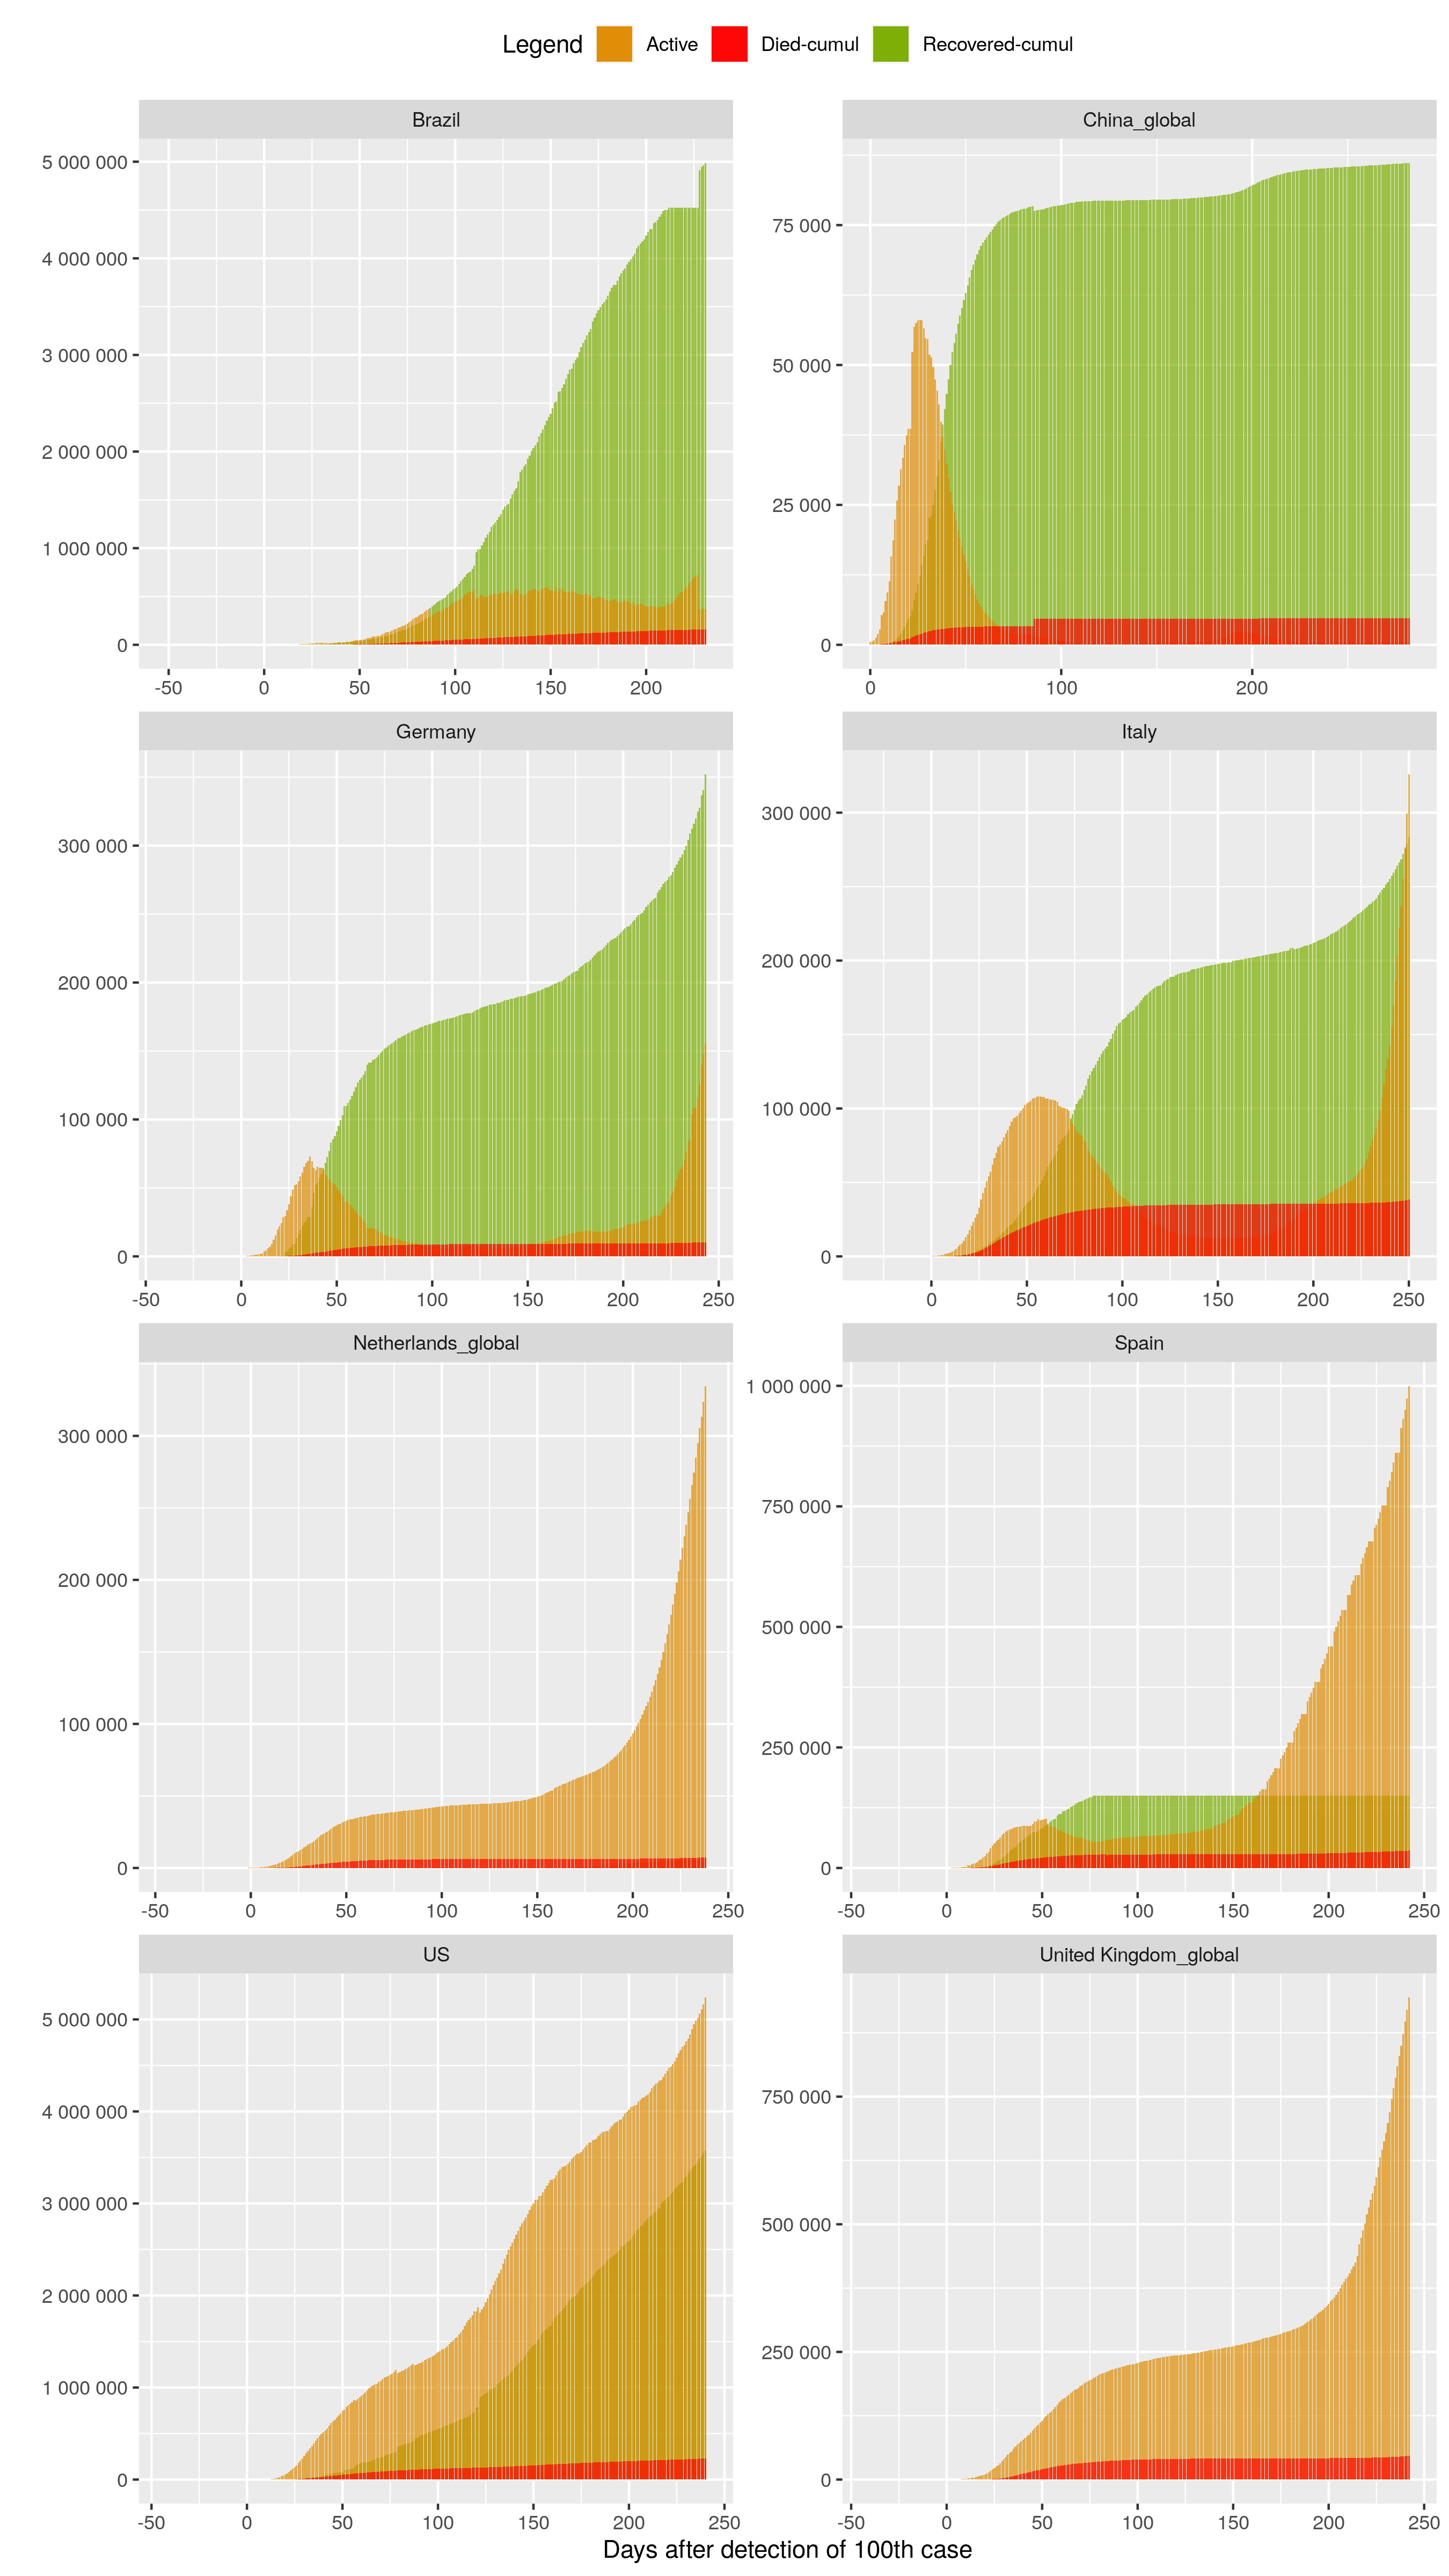 Legend Active Died-cumul Recovered-cumul
Brazil
5 000 000
4 000 000
3 000 000
2 000 000
1 000 000
0
-50 0 50 100 150 200
China_global
75 000
50 000
25 000
0
0 100 200
Germany
300 000
200 000
100 000
0
-50 0 50 100 150 200 250
Italy
300 000
200 000
100 000
0
0 50 100 150 200 250
Netherlands_global
300 000
200 000
100 000
0
-50 0 50 100 150 200 250
Spain
1 000 000
750 000
500 000
250 000
0
-50 0 50 100 150 200 250
US
5 000 000
4 000 000
3 000 000
2 000 000
1 000 000
0
-50 0 50 100 150 200 250
United Kingdom_global
750 000
500 000
250 000
0
-50 0 50 100 150 200 250
Days after detection of 100th case